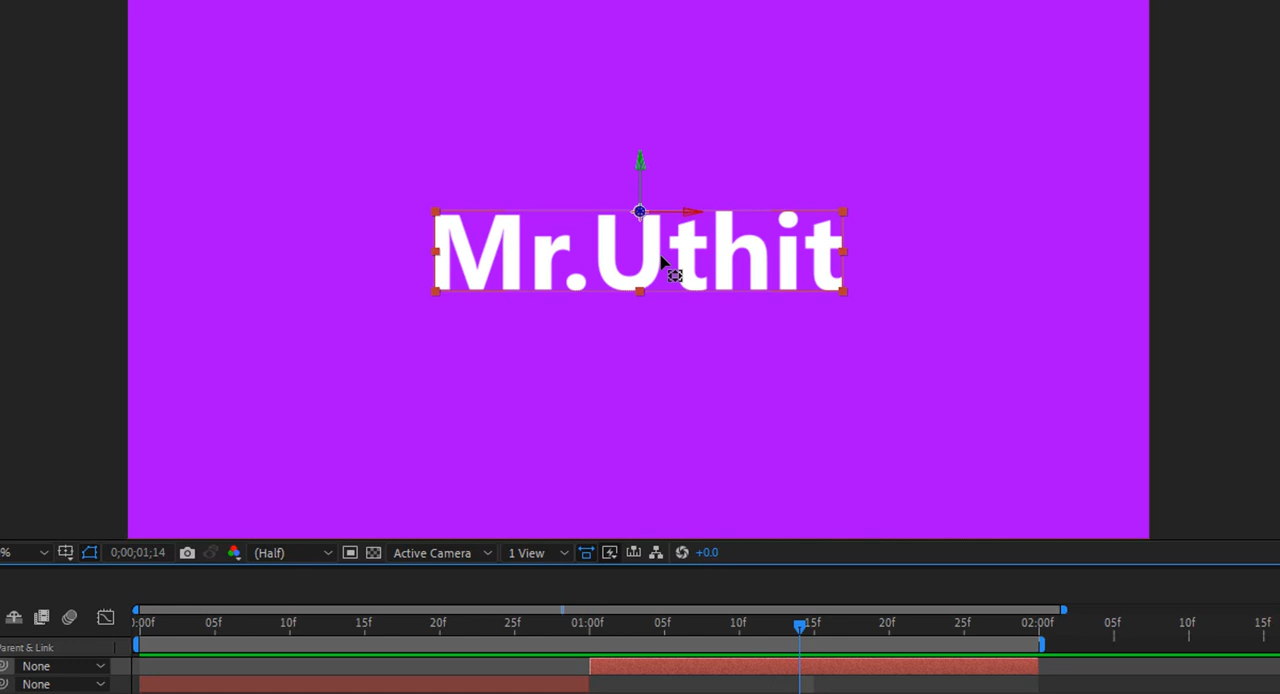 Mr.Uthit
%
0;00;01;14
(Half)
Active Camera
1 View
+0.0
:00f 05f 10f 15f 20f 25f 01:00f 05f 10f 15f 20f 25f 02:00f 05f 10f 15f
Parent & Link
None
None